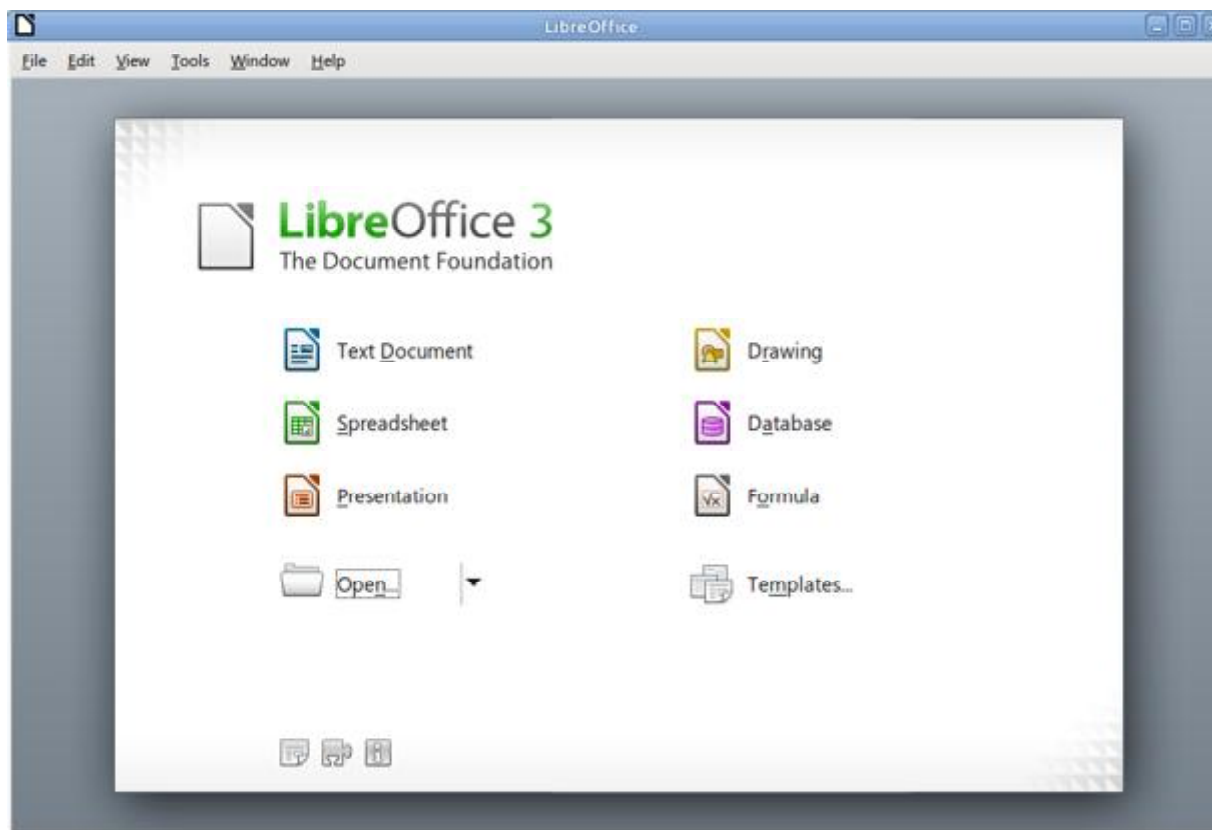 LibreOffice
File Edit View Tools Window Help
LibreOffice 3
The Document Foundation
Text Document
Drawing
Spreadsheet
Database
Presentation
Formula
Open...
Templates...